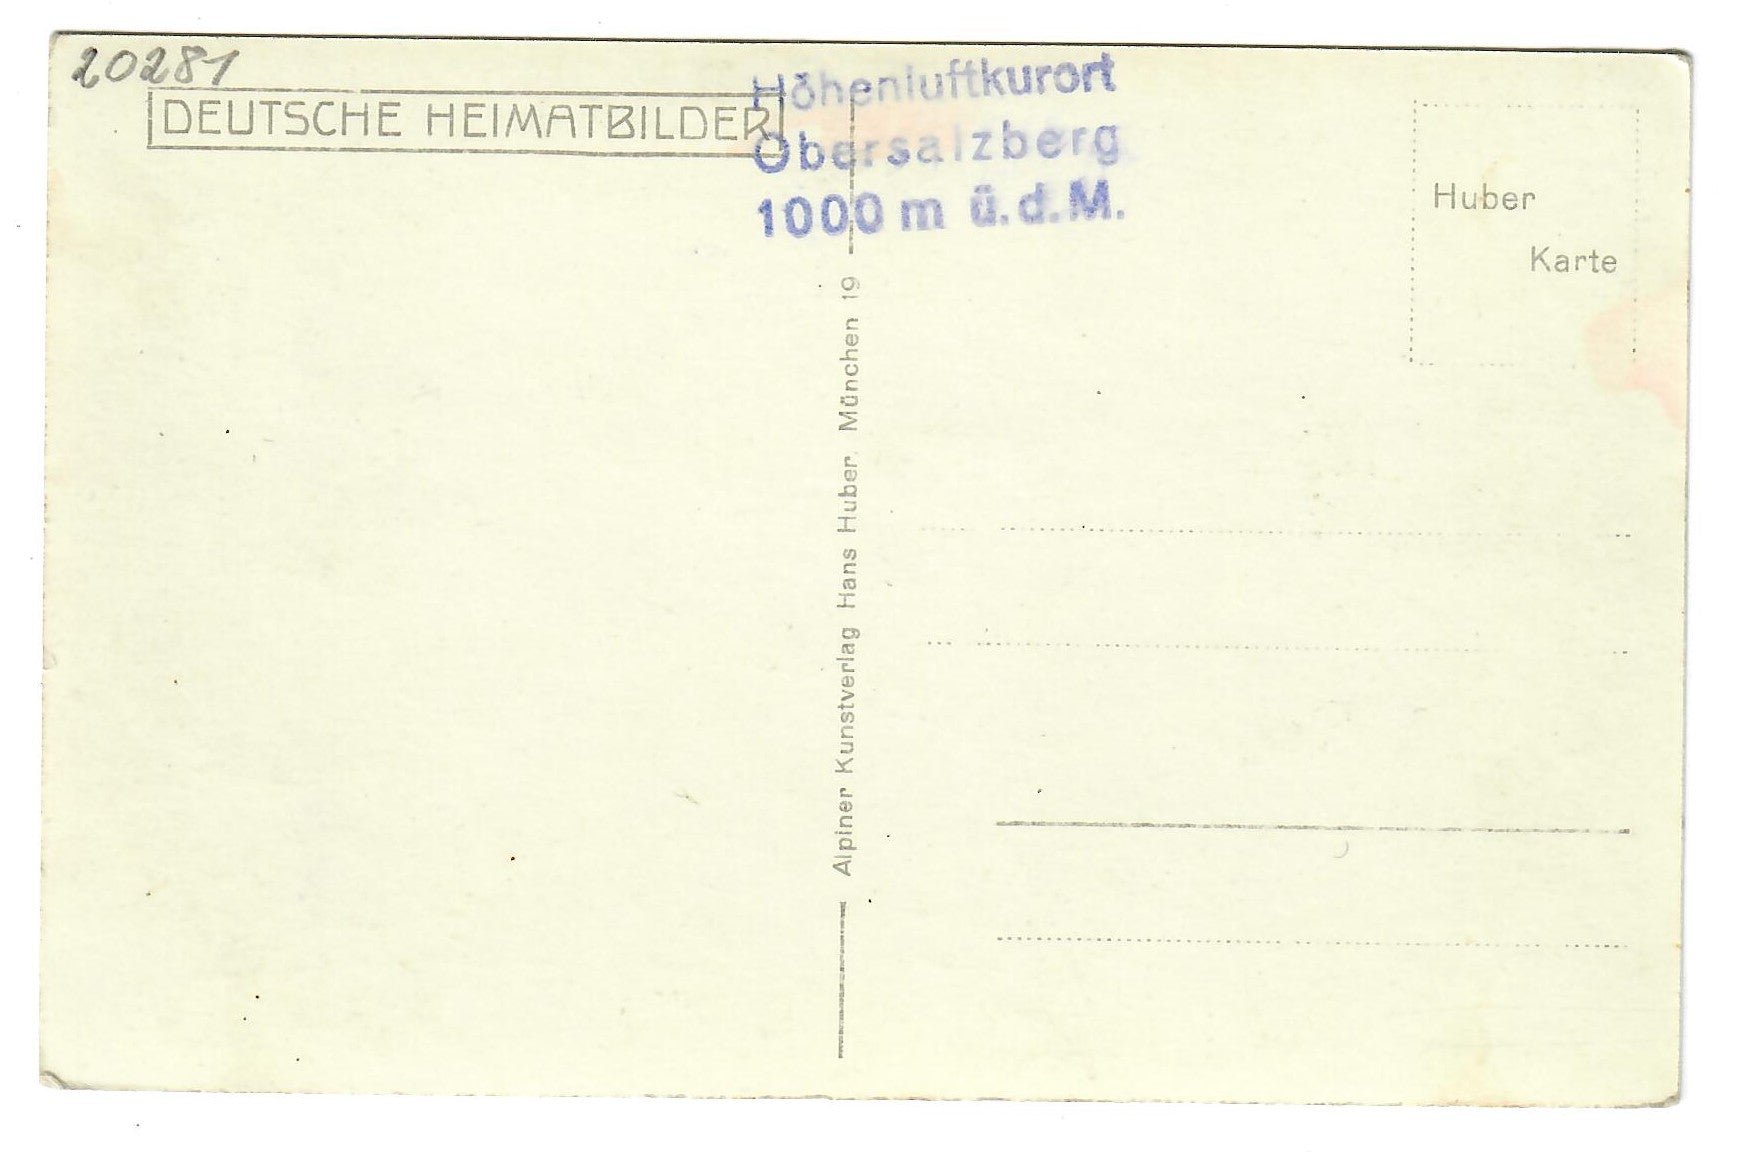 20281
DEUTSCHE HEIMATBILDER
Höhenluftkurort
Obersalzberg
1000 m ü.d.M.
Huber
Karte
Alpiner Kunstverlag Hans Huber. München 19